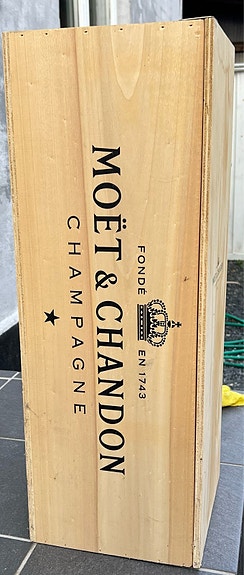 FONDÉ EN 1743
MOËT & CHANDON
CHAMPAGNE